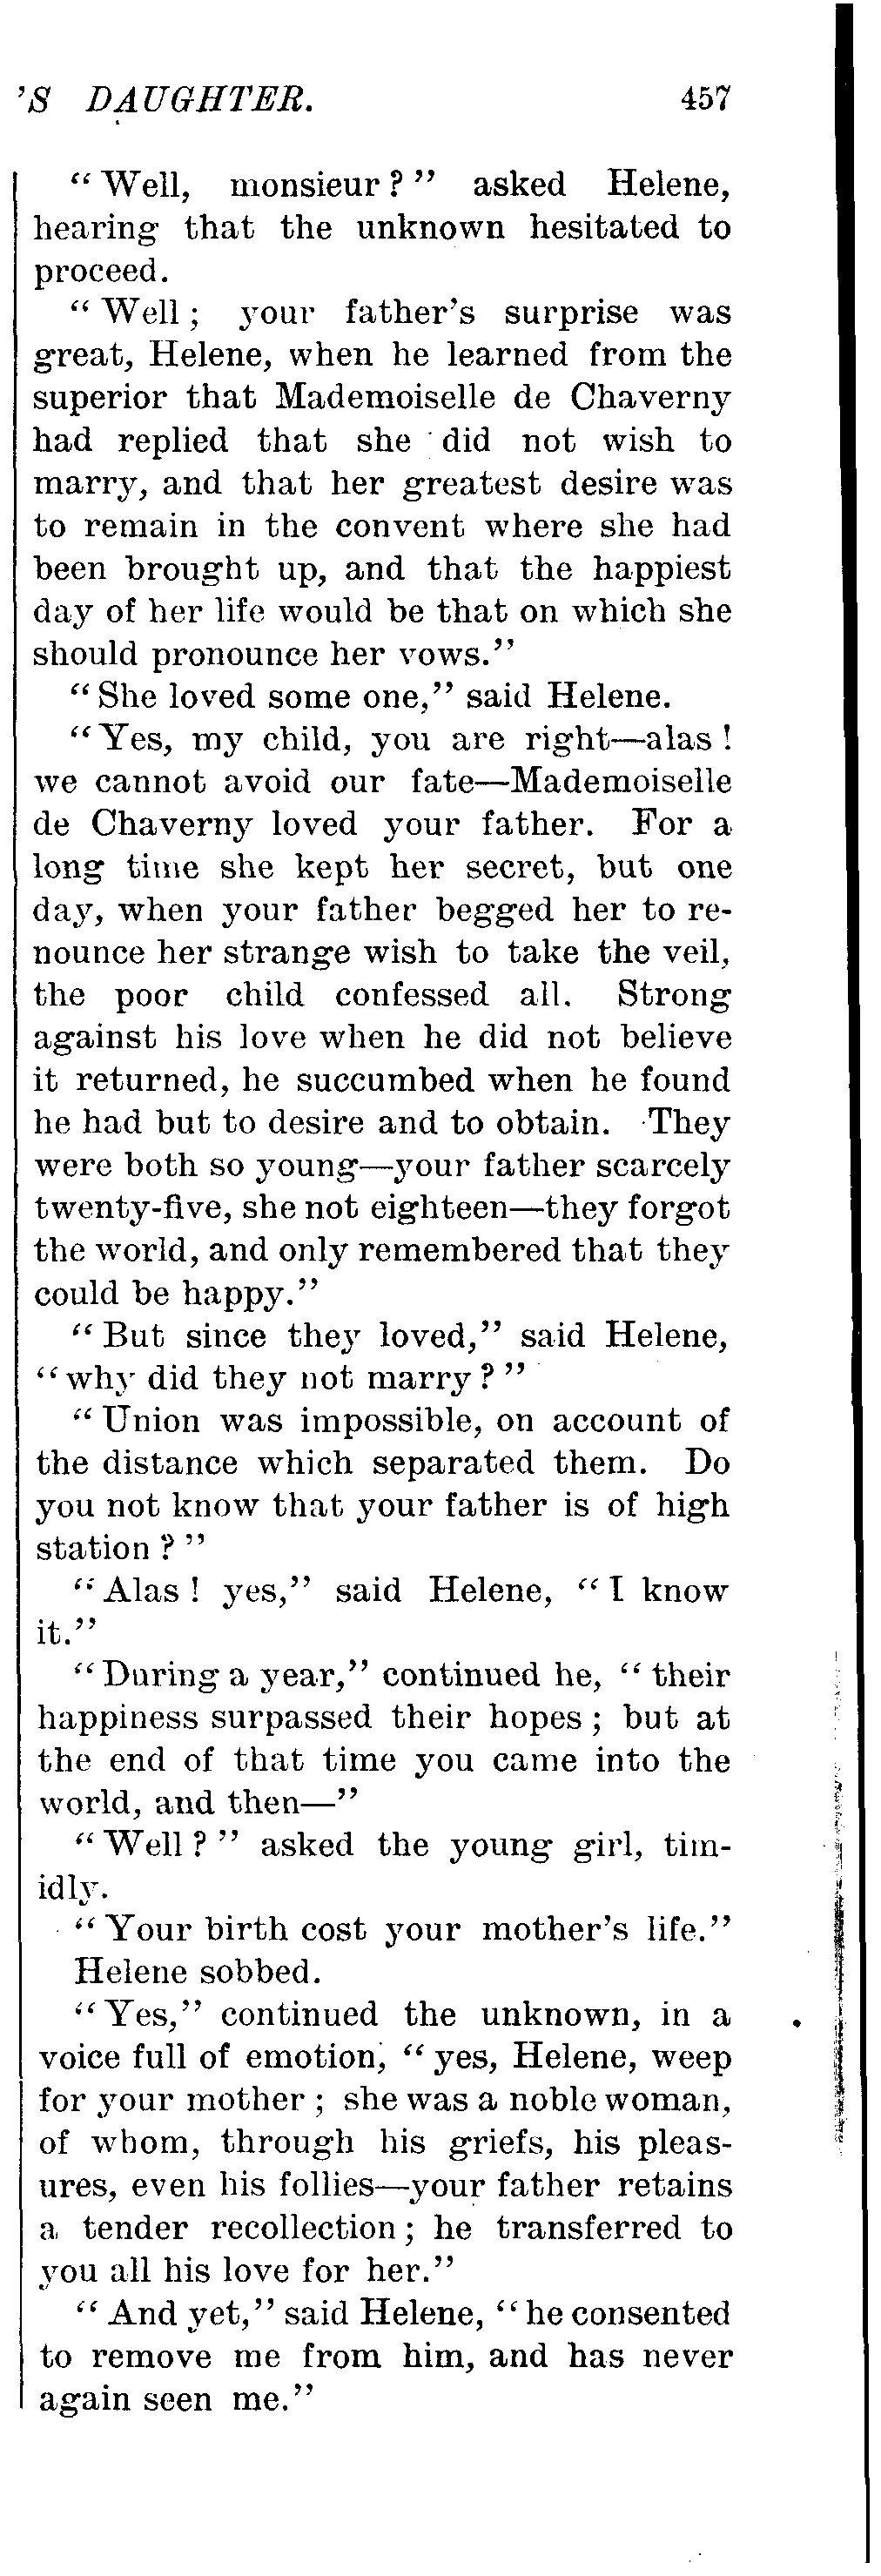 'S DAUGHTER. 457
"Well, monsieur?" asked Helene,
hearing that the unknown hesitated to
proceed.
"Well; your father's surprise was
great, Helene, when he learned from the
superior that Mademoiselle de Chaverny
had replied that she did not wish to
marry, and that her greatest desire was
to remain in the convent where she had
been brought up, and that the happiest
day of her life would be that on which she
should pronounce her vows."
"She loved some one," said Helene.
"Yes, my child, you are right—alas!
we cannot avoid our fate—Mademoiselle
de Chaverny loved your father. For a
long time she kept her secret, but one
day, when your father begged her to re-
nounce her strange wish to take the veil,
the poor child confessed all. Strong
against his love when he did not believe
it returned, he succumbed when he found
he had but to desire and to obtain. They
were both so young—your father scarcely
twenty-five, she not eighteen—they forgot
the world, and only remembered that they
could be happy."
"But since they loved," said Helene,
"why did they not marry?"
"Union was impossible, on account of
the distance which separated them. Do
you not know that your father is of high
station?"
"Alas! yes," said Helene, "I know
it."
"During a year," continued he, "their
happiness surpassed their hopes; but at
the end of that time you came into the
world, and then—"
"Well?" asked the young girl, tim-
idly.
"Your birth cost your mother's life."
Helene sobbed.
"Yes," continued the unknown, in a
voice full of emotion, "yes, Helene, weep
for your mother; she was a noble woman,
of whom, through his griefs, his pleas-
ures, even his follies—your father retains
a tender recollection; he transferred to
you all his love for her."
"And yet," said Helene, "he consented
to remove me from him, and has never
again seen me."